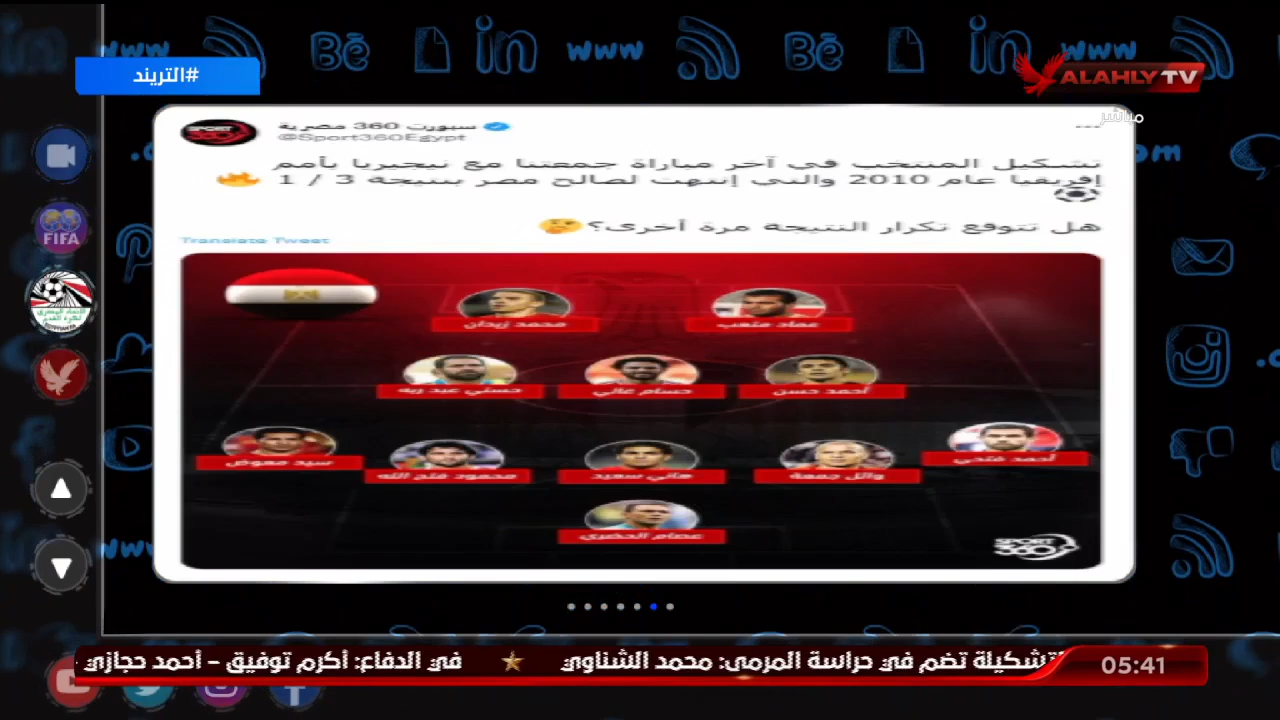 #التريند
ALAHLY TV
مباشر
سبورت 360 مصرية
@Sport360Egypt
تشكيل المنتخب في آخر مباراة جمعتنا مع نيجيريا بأمم
إفريقيا عام 2010 والتي إنتهت لصالح مصر بنتيجة 3 / 1
هل تتوقع تكرار النتيجة مرة أخرى؟
Translate Tweet
محمد زيدان
عماد متعب
حسني عبد ربه
حسام غالي
أحمد حسن
سيد معوض
محمود فتح الله
هاني سعيد
وائل جمعة
أحمد فتحي
عصام الحضري
SPORT 360
FIFA
التشكيلة تضم في حراسة المرمى: محمد الشناوي ★ في الدفاع: أكرم توفيق – أحمد حجازي -
05:41